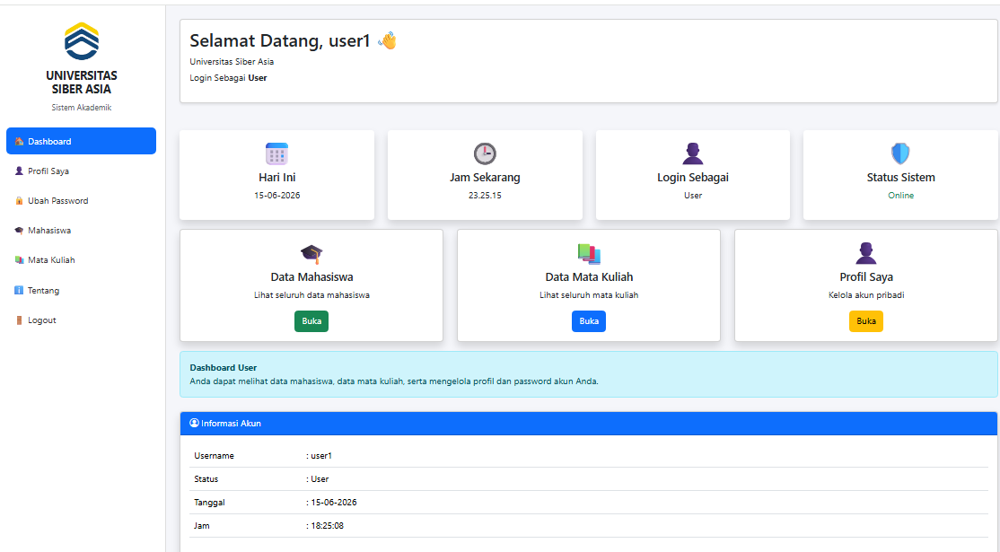 UNIVERSITAS
SIBER ASIA
Sistem Akademik
Dashboard
Profil Saya
Ubah Password
Mahasiswa
Mata Kuliah
Tentang
Logout
Selamat Datang, user1 👋
Universitas Siber Asia
Login Sebagai User
Hari Ini
15-06-2026
Jam Sekarang
23.25.15
Login Sebagai
User
Status Sistem
Online
Data Mahasiswa
Lihat seluruh data mahasiswa
Buka
Data Mata Kuliah
Lihat seluruh mata kuliah
Buka
Profil Saya
Kelola akun pribadi
Buka
Dashboard User
Anda dapat melihat data mahasiswa, data mata kuliah, serta mengelola profil dan password akun Anda.
Informasi Akun
Username : user1
Status : User
Tanggal : 15-06-2026
Jam : 18:25:08